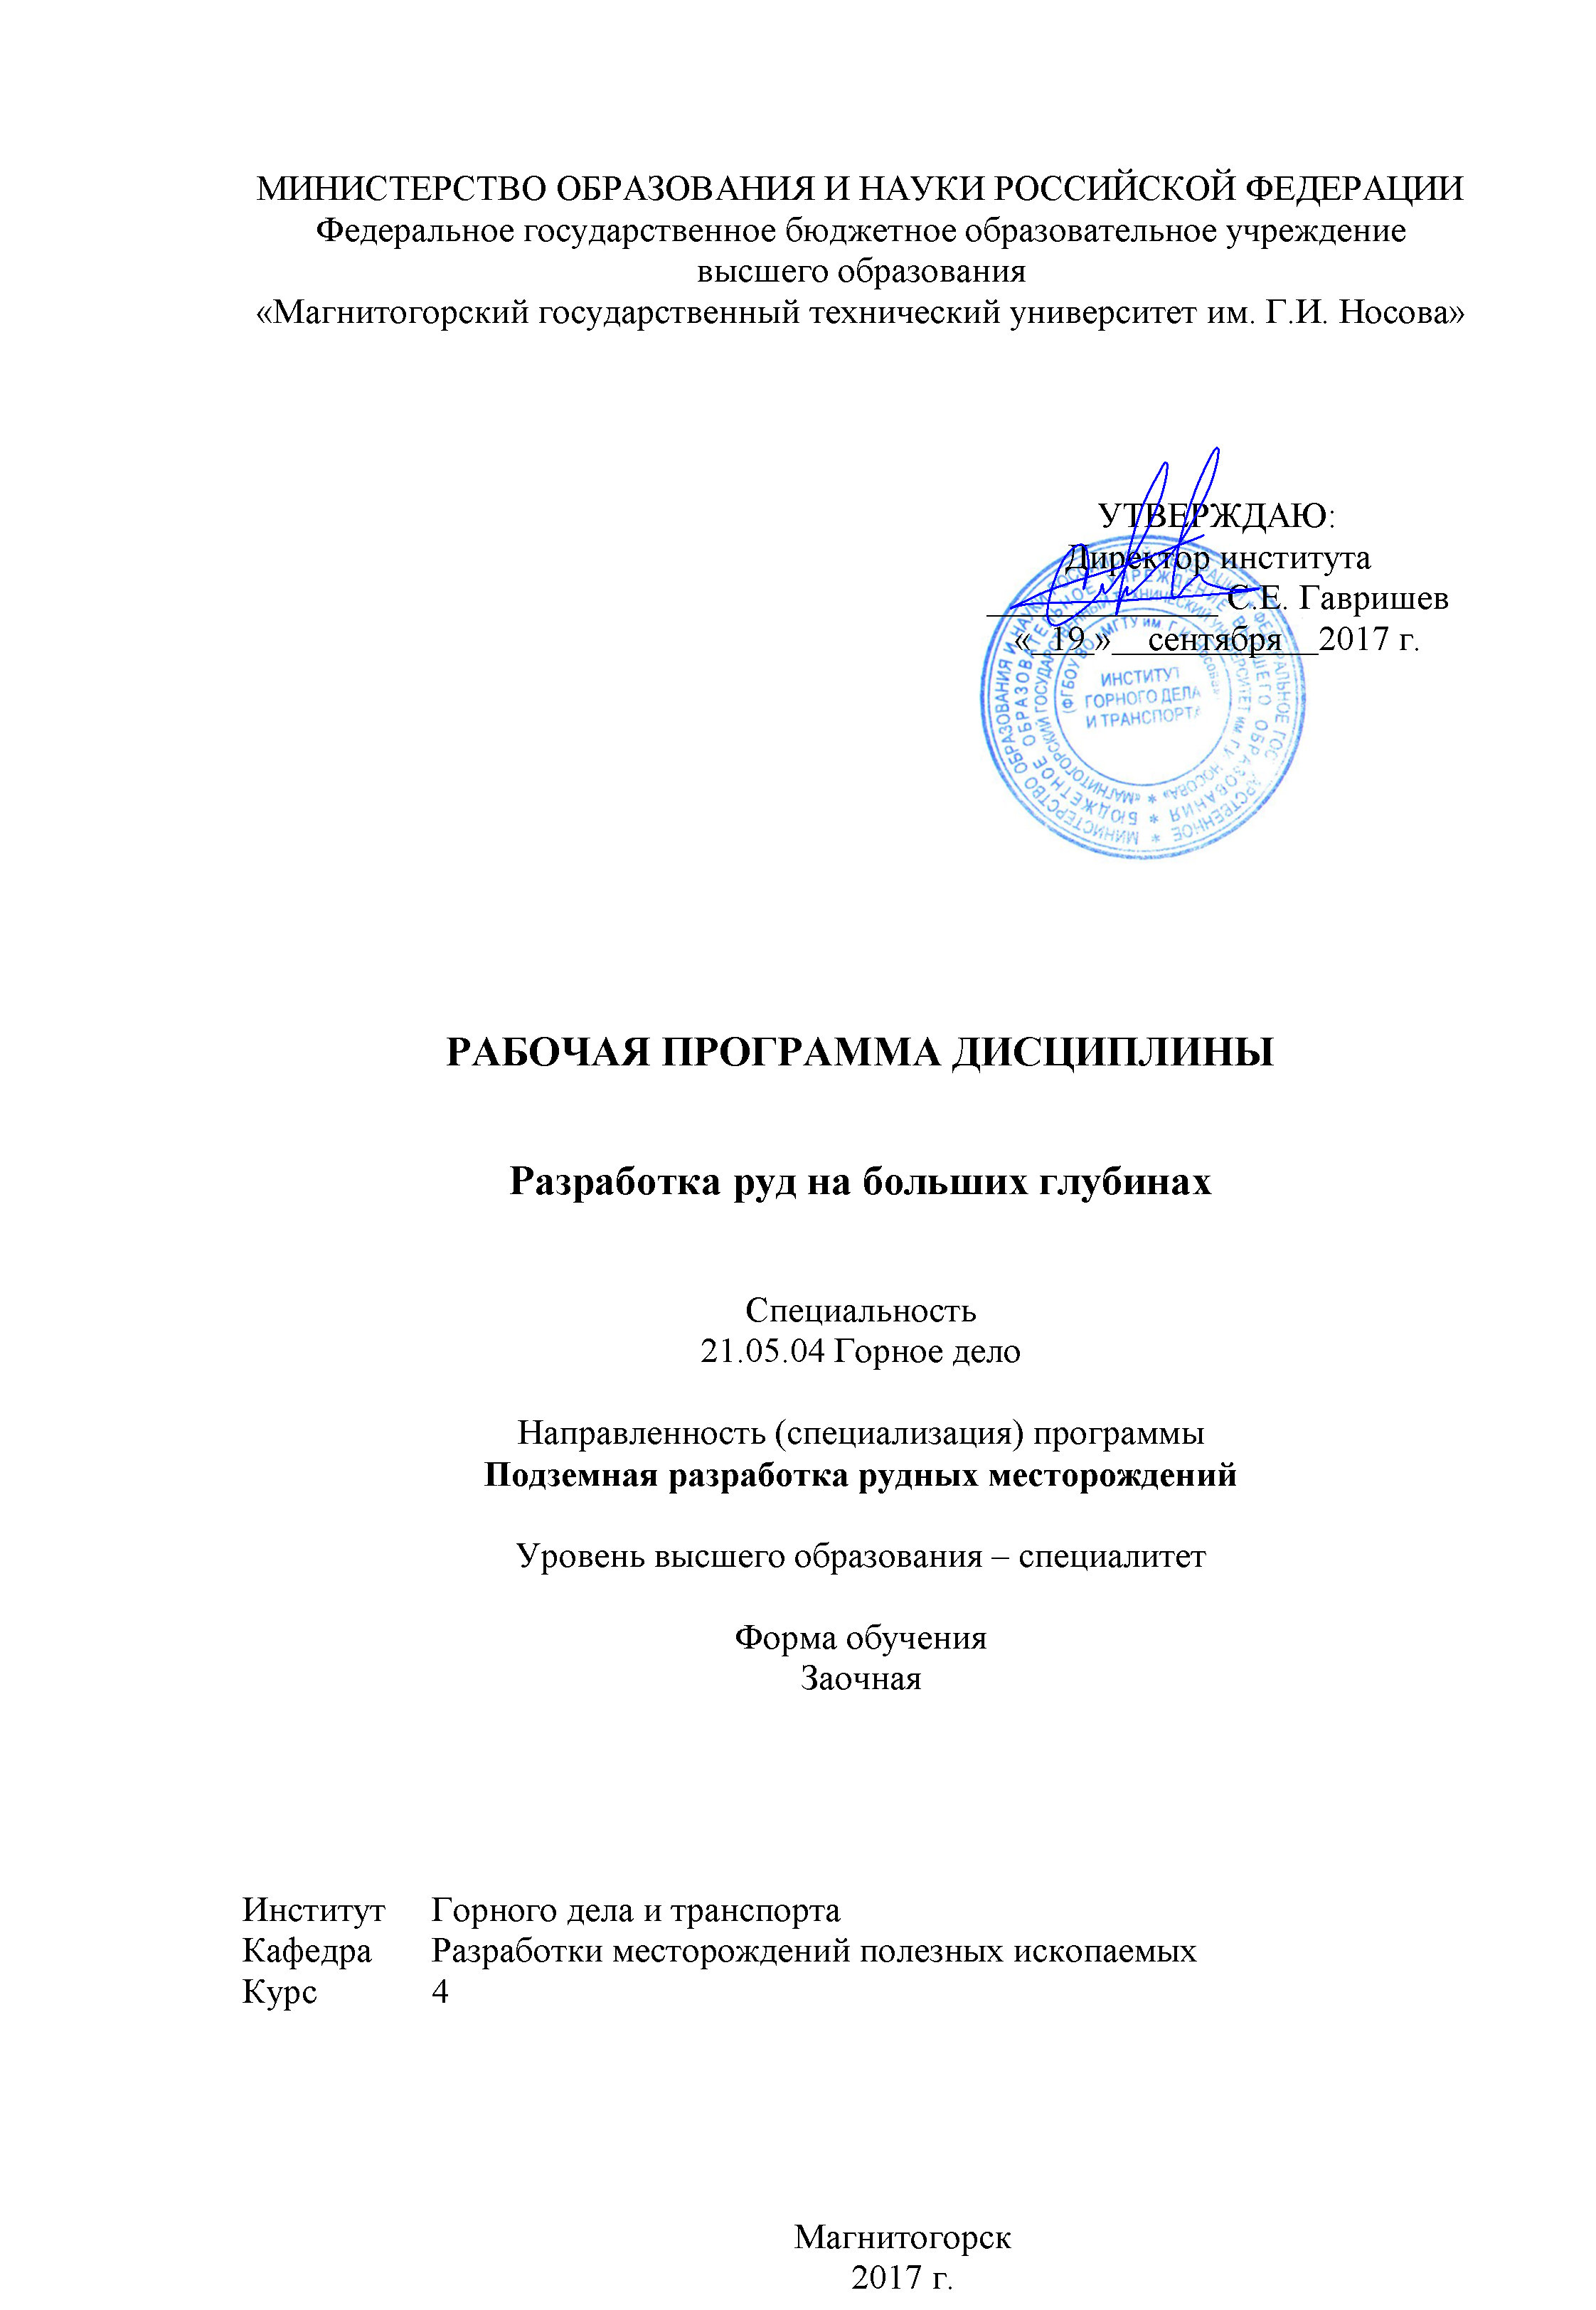 МИНИСТЕРСТВО ОБРАЗОВАНИЯ И НАУКИ РОССИЙСКОЙ ФЕДЕРАЦИИ
Федеральное государственное бюджетное образовательное учреждение
высшего образования
«Магнитогорский государственный технический университет им. Г.И. Носова»
УТВЕРЖДАЮ:
Директор института
С.Е. Гавришев
«_19_»__сентября__2017 г.
ИНСТИТУТ
ГОРНОГО ДЕЛА
И ТРАНСПОРТА
РАБОЧАЯ ПРОГРАММА ДИСЦИПЛИНЫ
Разработка руд на больших глубинах
Специальность
21.05.04 Горное дело
Направленность (специализация) программы
Подземная разработка рудных месторождений
Уровень высшего образования – специалитет
Форма обучения
Заочная
Институт Горного дела и транспорта
Кафедра Разработки месторождений полезных ископаемых
Курс 4
Магнитогорск
2017 г.